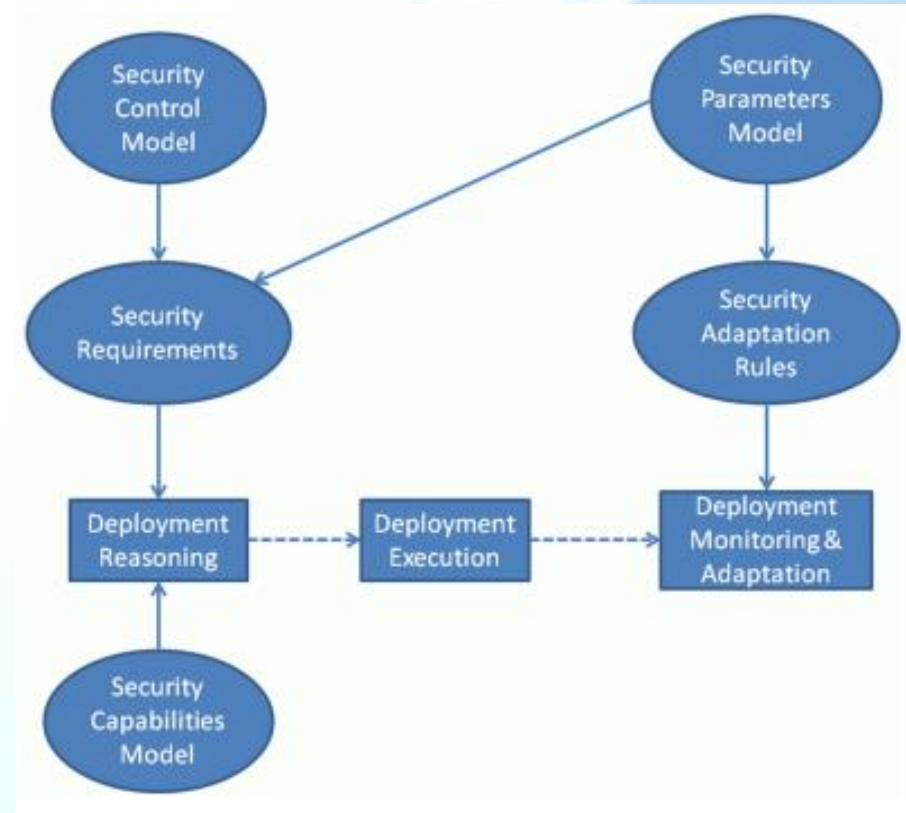 Security
Control
Model
Security
Parameters
Model
Security
Requirements
Security
Adaptation
Rules
Deployment
Reasoning
Deployment
Execution
Deployment
Monitoring &
Adaptation
Security
Capabilities
Model